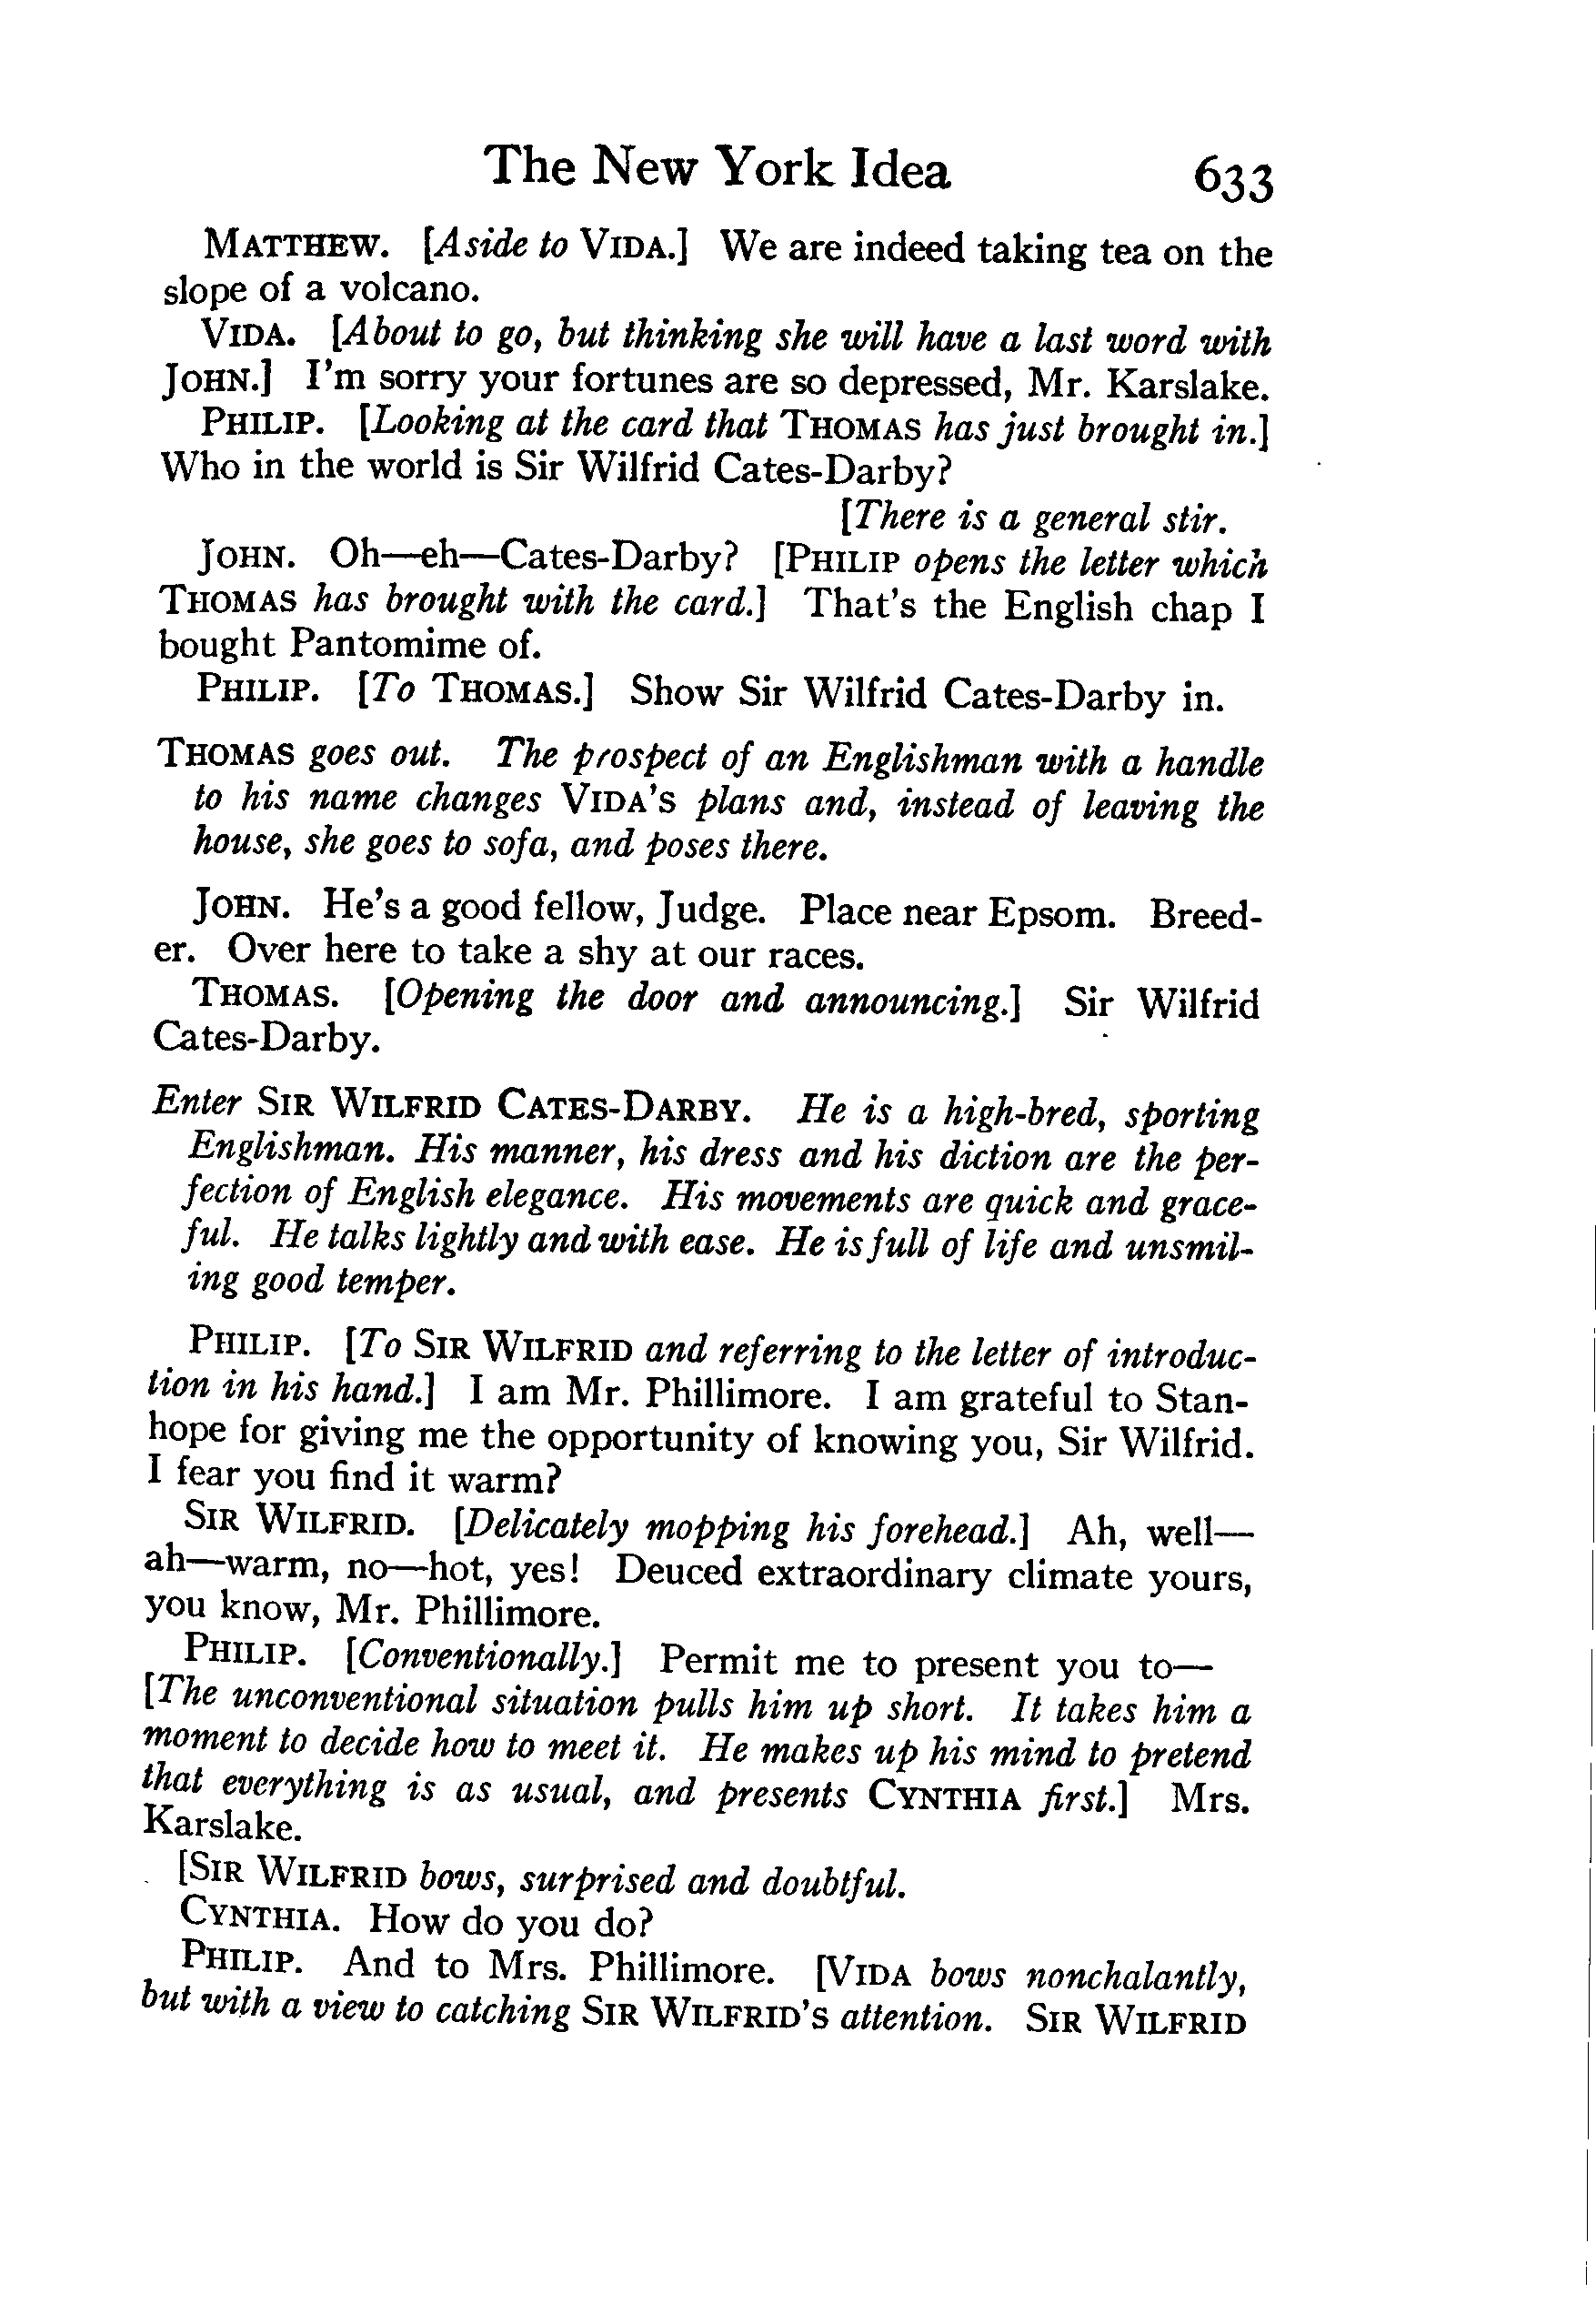 The New York Idea 633
MATTHEW. [Aside to VIDA.] We are indeed taking tea on the
slope of a volcano.
VIDA. [About to go, but thinking she will have a last word with
JOHN.] I'm sorry your fortunes are so depressed, Mr. Karslake.
PHILIP. [Looking at the card that THOMAS has just brought in.]
Who in the world is Sir Wilfrid Cates-Darby?
[There is a general stir.
JOHN. Oh—eh—Cates-Darby? [PHILIP opens the letter which
THOMAS has brought with the card.] That's the English chap I
bought Pantomime of.
PHILIP. [To THOMAS.] Show Sir Wilfrid Cates-Darby in.
THOMAS goes out. The prospect of an Englishman with a handle
to his name changes VIDA'S plans and, instead of leaving the
house, she goes to sofa, and poses there.
JOHN. He's a good fellow, Judge. Place near Epsom. Breed-
er. Over here to take a shy at our races.
THOMAS. [Opening the door and announcing.] Sir Wilfrid
Cates-Darby.
Enter SIR WILFRID CATES-DARBY. He is a high-bred, sporting
Englishman. His manner, his dress and his diction are the per-
fection of English elegance. His movements are quick and grace-
ful. He talks lightly and with ease. He is full of life and unsmil-
ing good temper.
PHILIP. [To SIR WILFRID and referring to the letter of introduc-
tion in his hand.] I am Mr. Phillimore. I am grateful to Stan-
hope for giving me the opportunity of knowing you, Sir Wilfrid.
I fear you find it warm?
SIR WILFRID. [Delicately mopping his forehead.] Ah, well—
ah—warm, no—hot, yes! Deuced extraordinary climate yours,
you know, Mr. Phillimore.
PHILIP. [Conventionally.] Permit me to present you to—
[The unconventional situation pulls him up short. It takes him a
moment to decide how to meet it. He makes up his mind to pretend
that everything is as usual, and presents CYNTHIA first.] Mrs.
Karslake.
[SIR WILFRID bows, surprised and doubtful.
CYNTHIA. How do you do?
PHILIP. And to Mrs. Phillimore. [VIDA bows nonchalantly,
but with a view to catching SIR WILFRID'S attention. SIR WILFRID